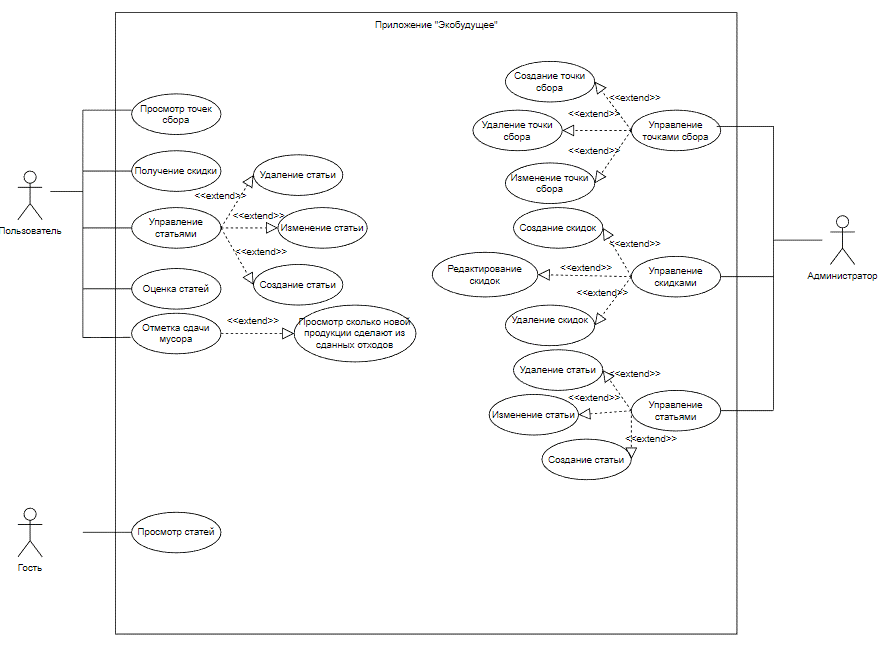 Приложение "Экобудущее"
Просмотр точек
сбора
Получение скидки
Управление
статьями
Оценка статей
Отметка сдачи
мусора
Пользователь
<<extend>>
Удаление статьи
<<extend>>
Изменение статьи
<<extend>>
Создание статьи
<<extend>>
Просмотр сколько новой
продукции сделают из
сданных отходов
Гость
Просмотр статей
Создание точки
сбора
<<extend>>
Удаление точки
сбора
<<extend>>
Изменение точки
сбора
<<extend>>
Управление
точками сбора
Создание скидок
<<extend>>
Редактирование
скидок
<<extend>>
Удаление скидок
<<extend>>
Управление
скидками
Удаление статьи
<<extend>>
Изменение статьи
<<extend>>
Создание статьи
<<extend>>
Управление
статьями
Администратор